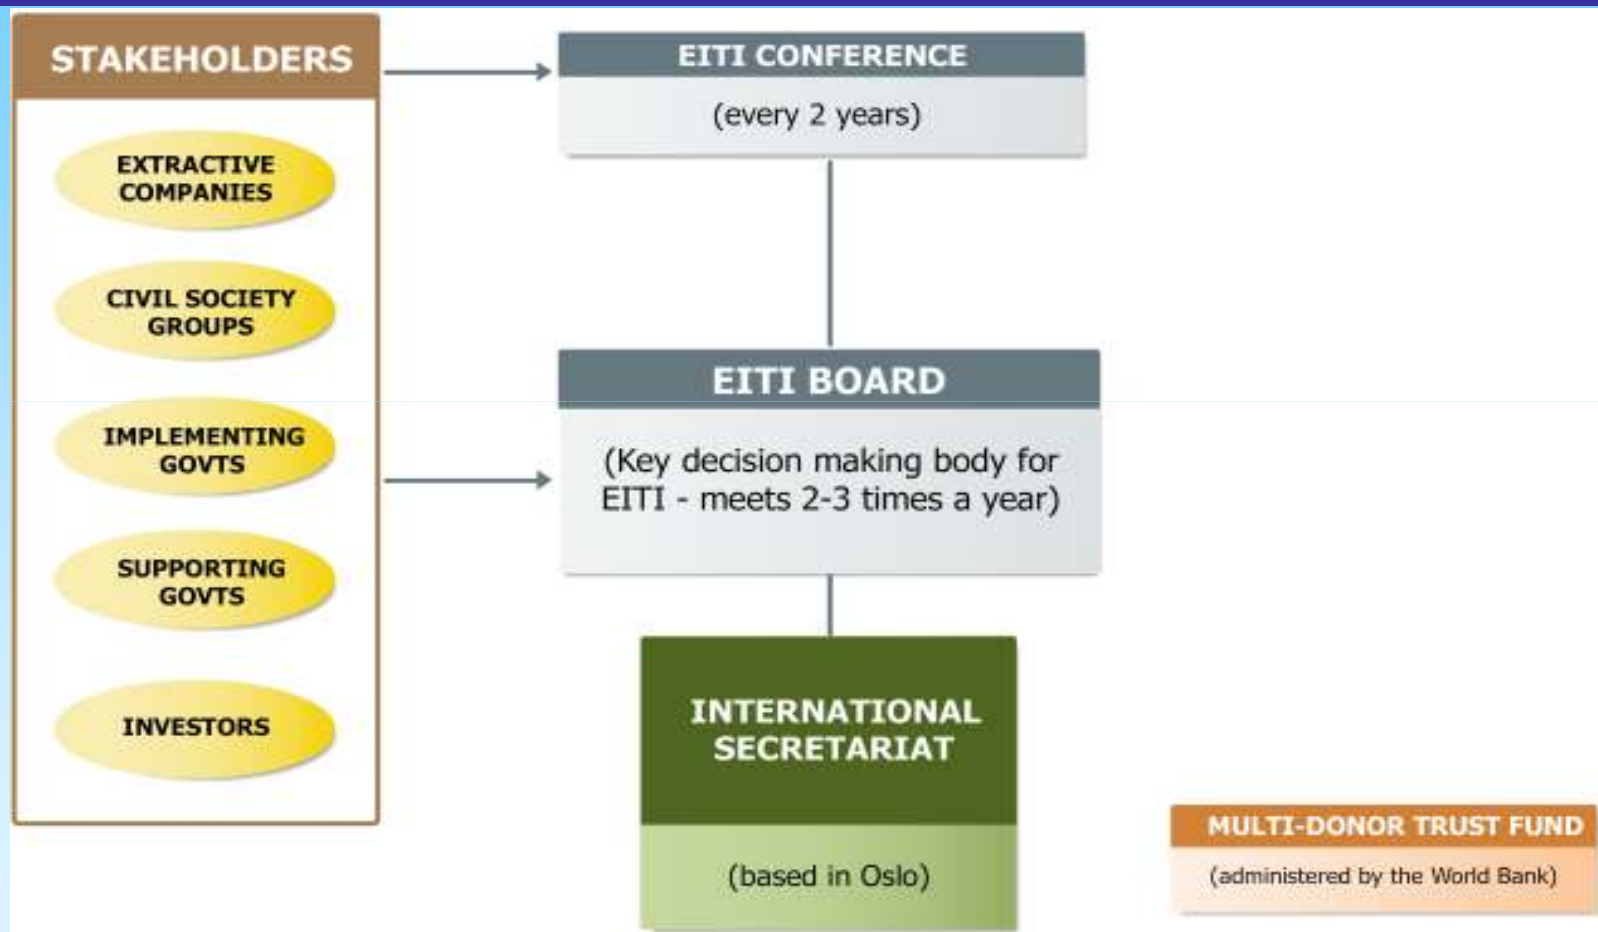 STAKEHOLDERS
EXTRACTIVE
COMPANIES
CIVIL SOCIETY
GROUPS
IMPLEMENTING
GOVTS
SUPPORTING
GOVTS
INVESTORS
EITI CONFERENCE
(every 2 years)
EITI BOARD
(Key decision making body for
EITI - meets 2-3 times a year)
INTERNATIONAL
SECRETARIAT
(based in Oslo)
MULTI-DONOR TRUST FUND
(administered by the World Bank)